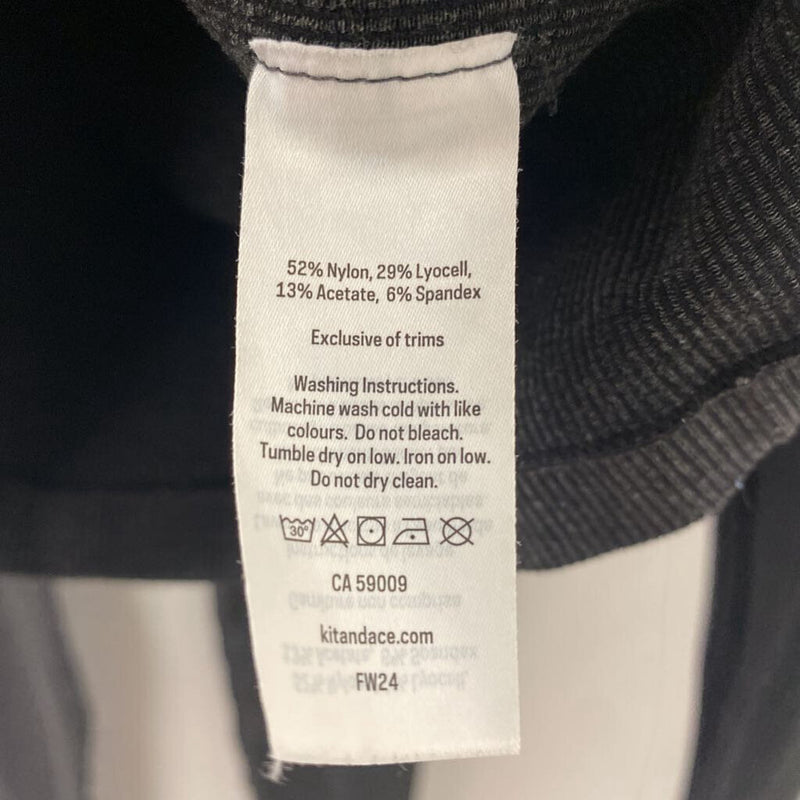 52% Nylon, 29% Lyocell,
13% Acetate, 6% Spandex
Exclusive of trims
Washing Instructions.
Machine wash cold with like
colours. Do not bleach.
Tumble dry on low. Iron on low.
Do not dry clean.
30°
CA 59009
kitandace.com
FW24